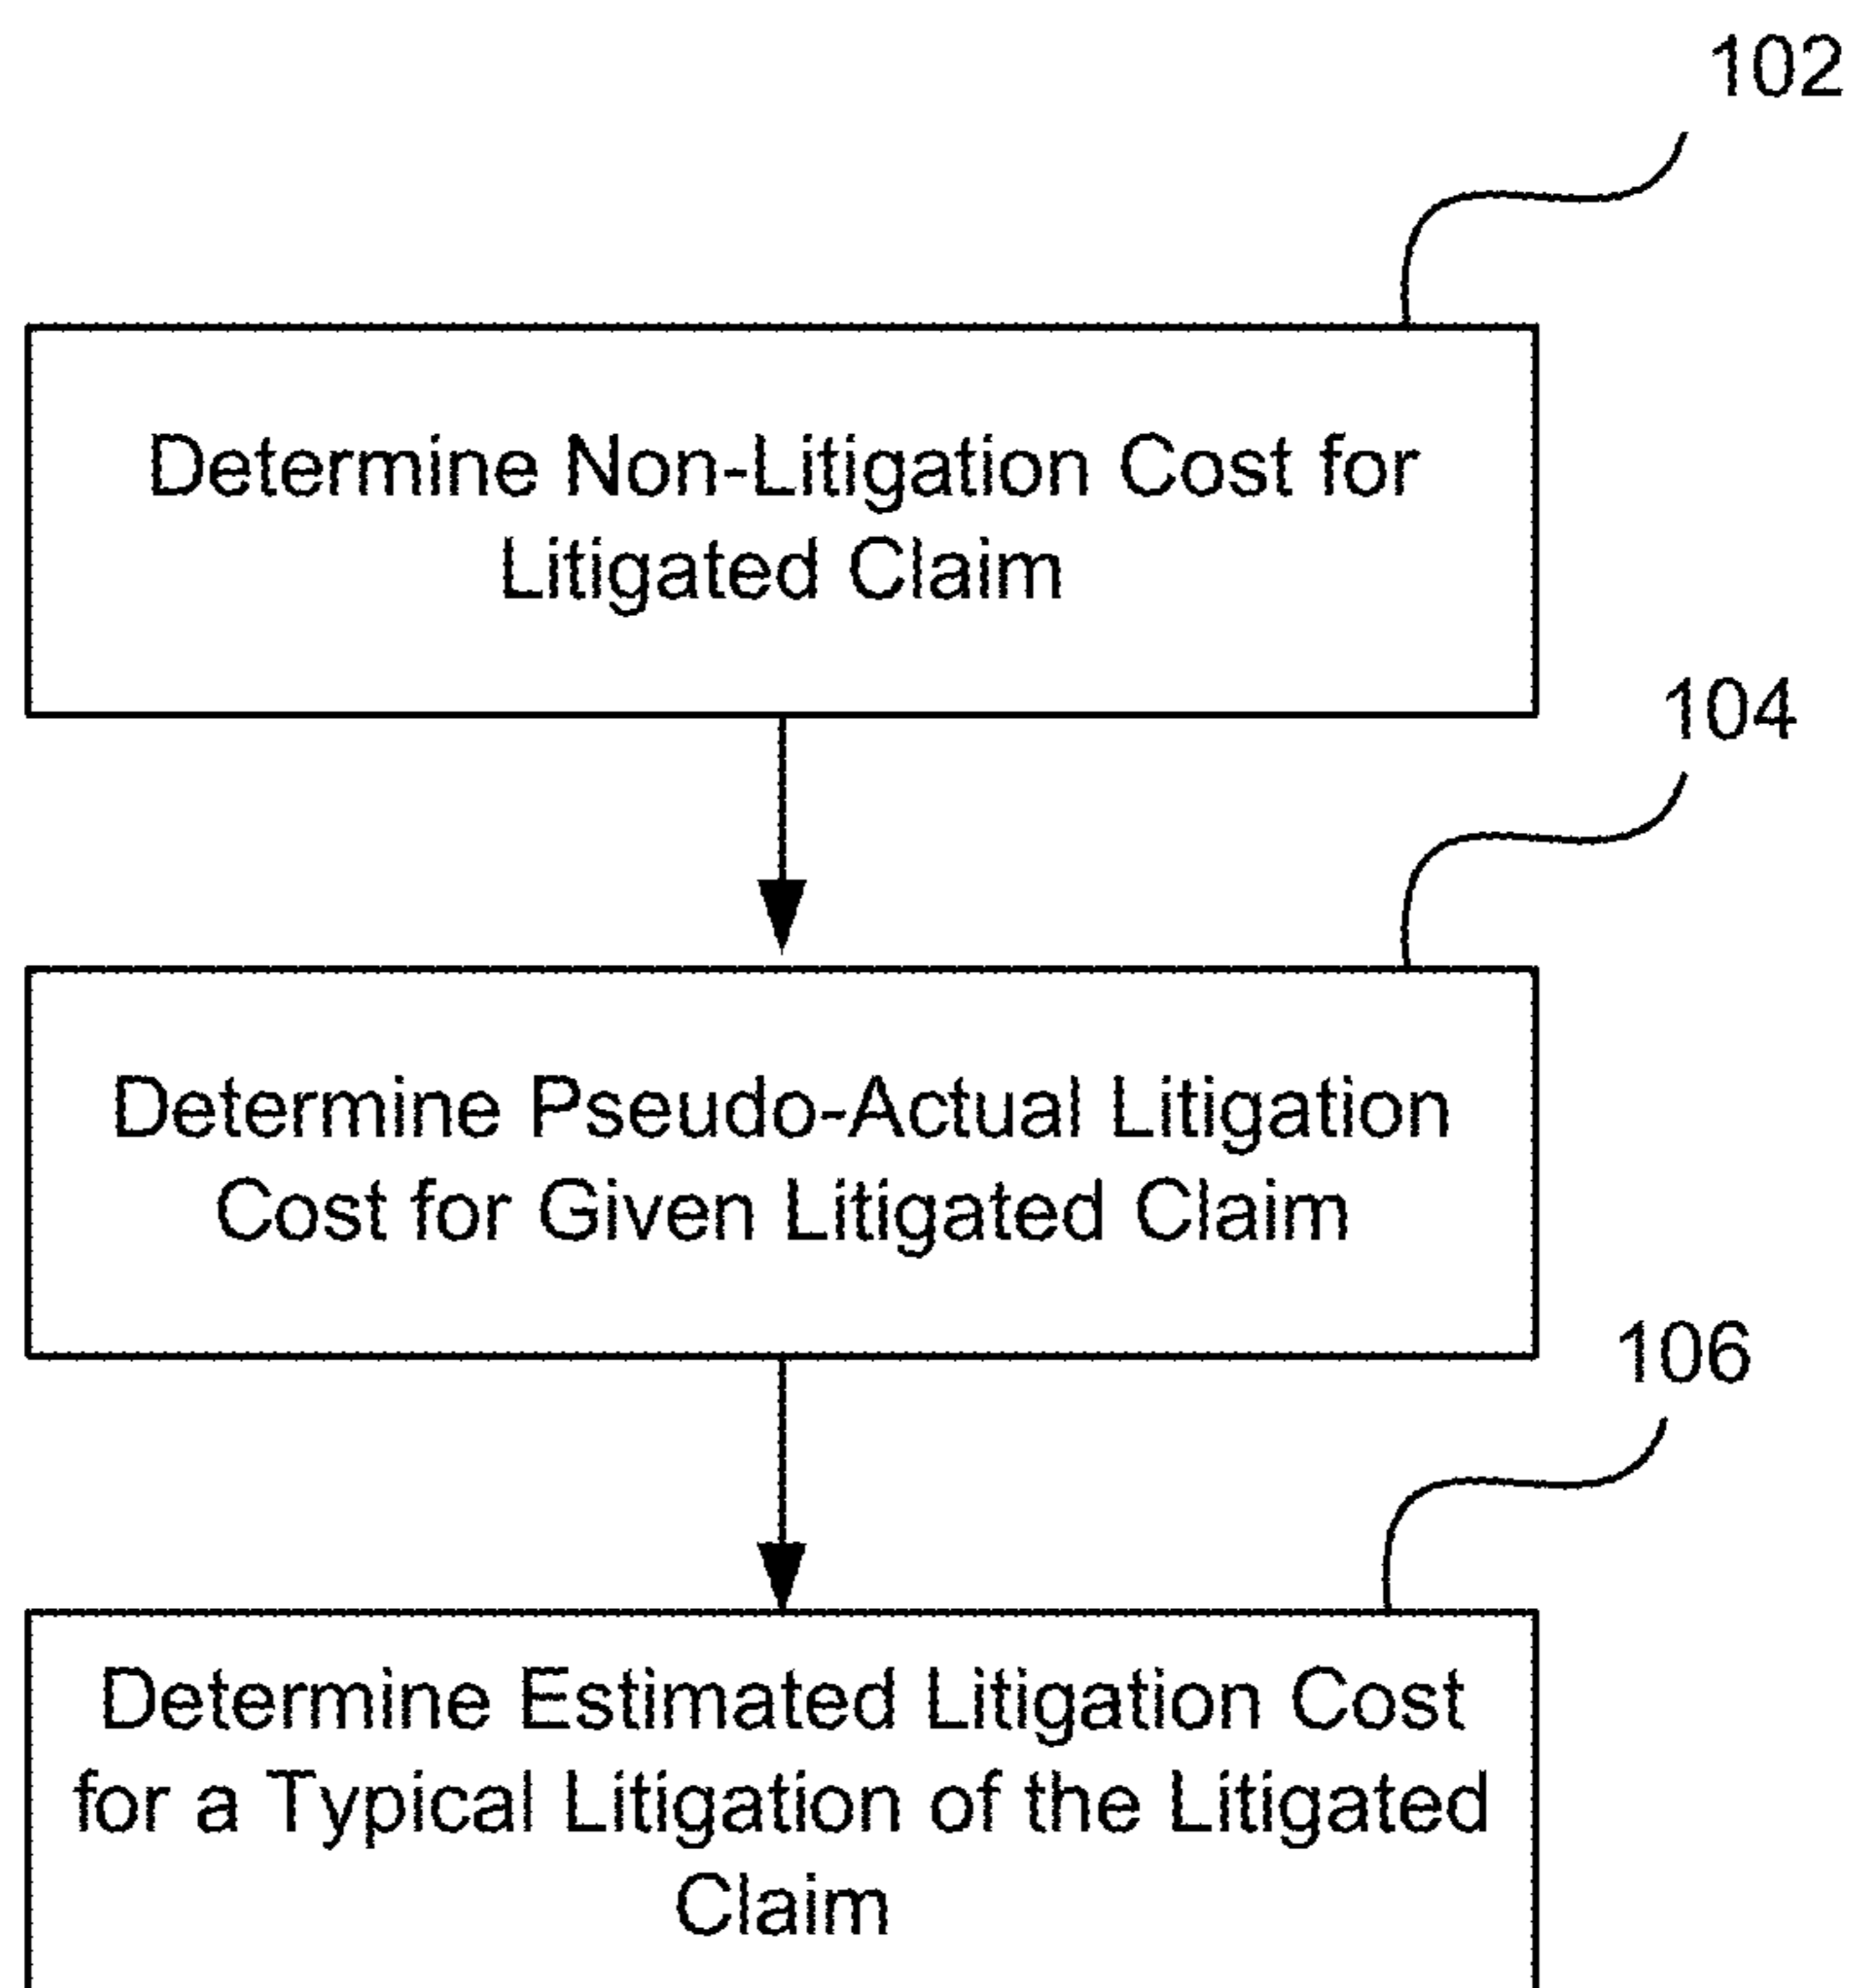 102
Determine Non-Litigation Cost for
Litigated Claim
104
Determine Pseudo-Actual Litigation
Cost for Given Litigated Claim
106
Determine Estimated Litigation Cost
for a Typical Litigation of the Litigated
Claim